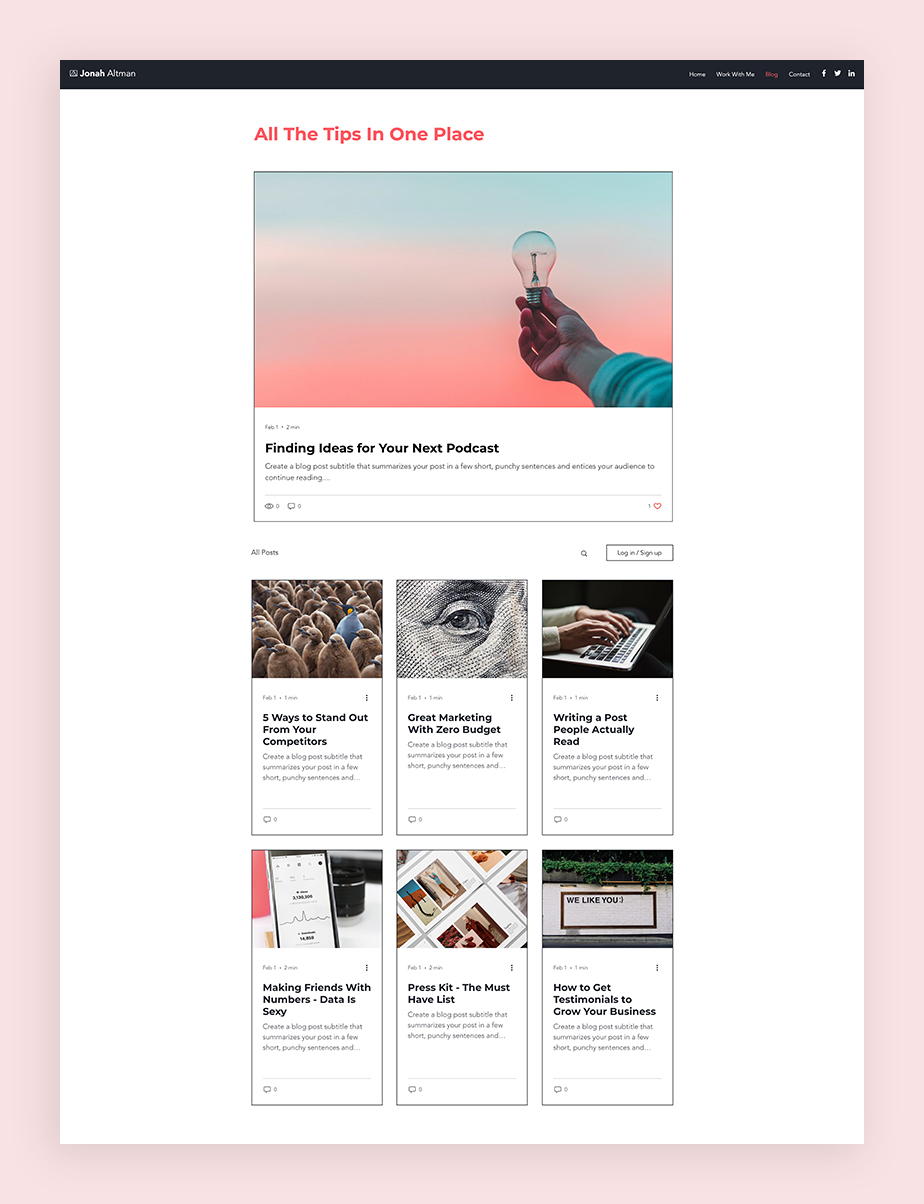 Jonah Altman
Home Work With Me Blog Contact
All The Tips In One Place
Feb 1 • 2 min
Finding Ideas for Your Next Podcast
Create a blog post subtitle that summarizes your post in a few short, punchy sentences and entices your audience to
continue reading....
0 0 1
All Posts
Log in / Sign up
Feb 1 • 1 min
5 Ways to Stand Out
From Your
Competitors
Create a blog post subtitle that
summarizes your post in a few
short, punchy sentences and...
0
Feb 1 • 1 min
Great Marketing
With Zero Budget
Create a blog post subtitle that
summarizes your post in a few
short, punchy sentences and...
0
Feb 1 • 1 min
Writing a Post
People Actually
Read
Create a blog post subtitle that
summarizes your post in a few
short, punchy sentences and...
0
Feb 1 • 2 min
Making Friends With
Numbers - Data Is
Sexy
Create a blog post subtitle that
summarizes your post in a few
short, punchy sentences and...
0
Feb 1 • 2 min
Press Kit - The Must
Have List
Create a blog post subtitle that
summarizes your post in a few
short, punchy sentences and...
0
WE LIKE YOU:)
Feb 1 • 1 min
How to Get
Testimonials to
Grow Your Business
Create a blog post subtitle that
summarizes your post in a few
short, punchy sentences and...
0